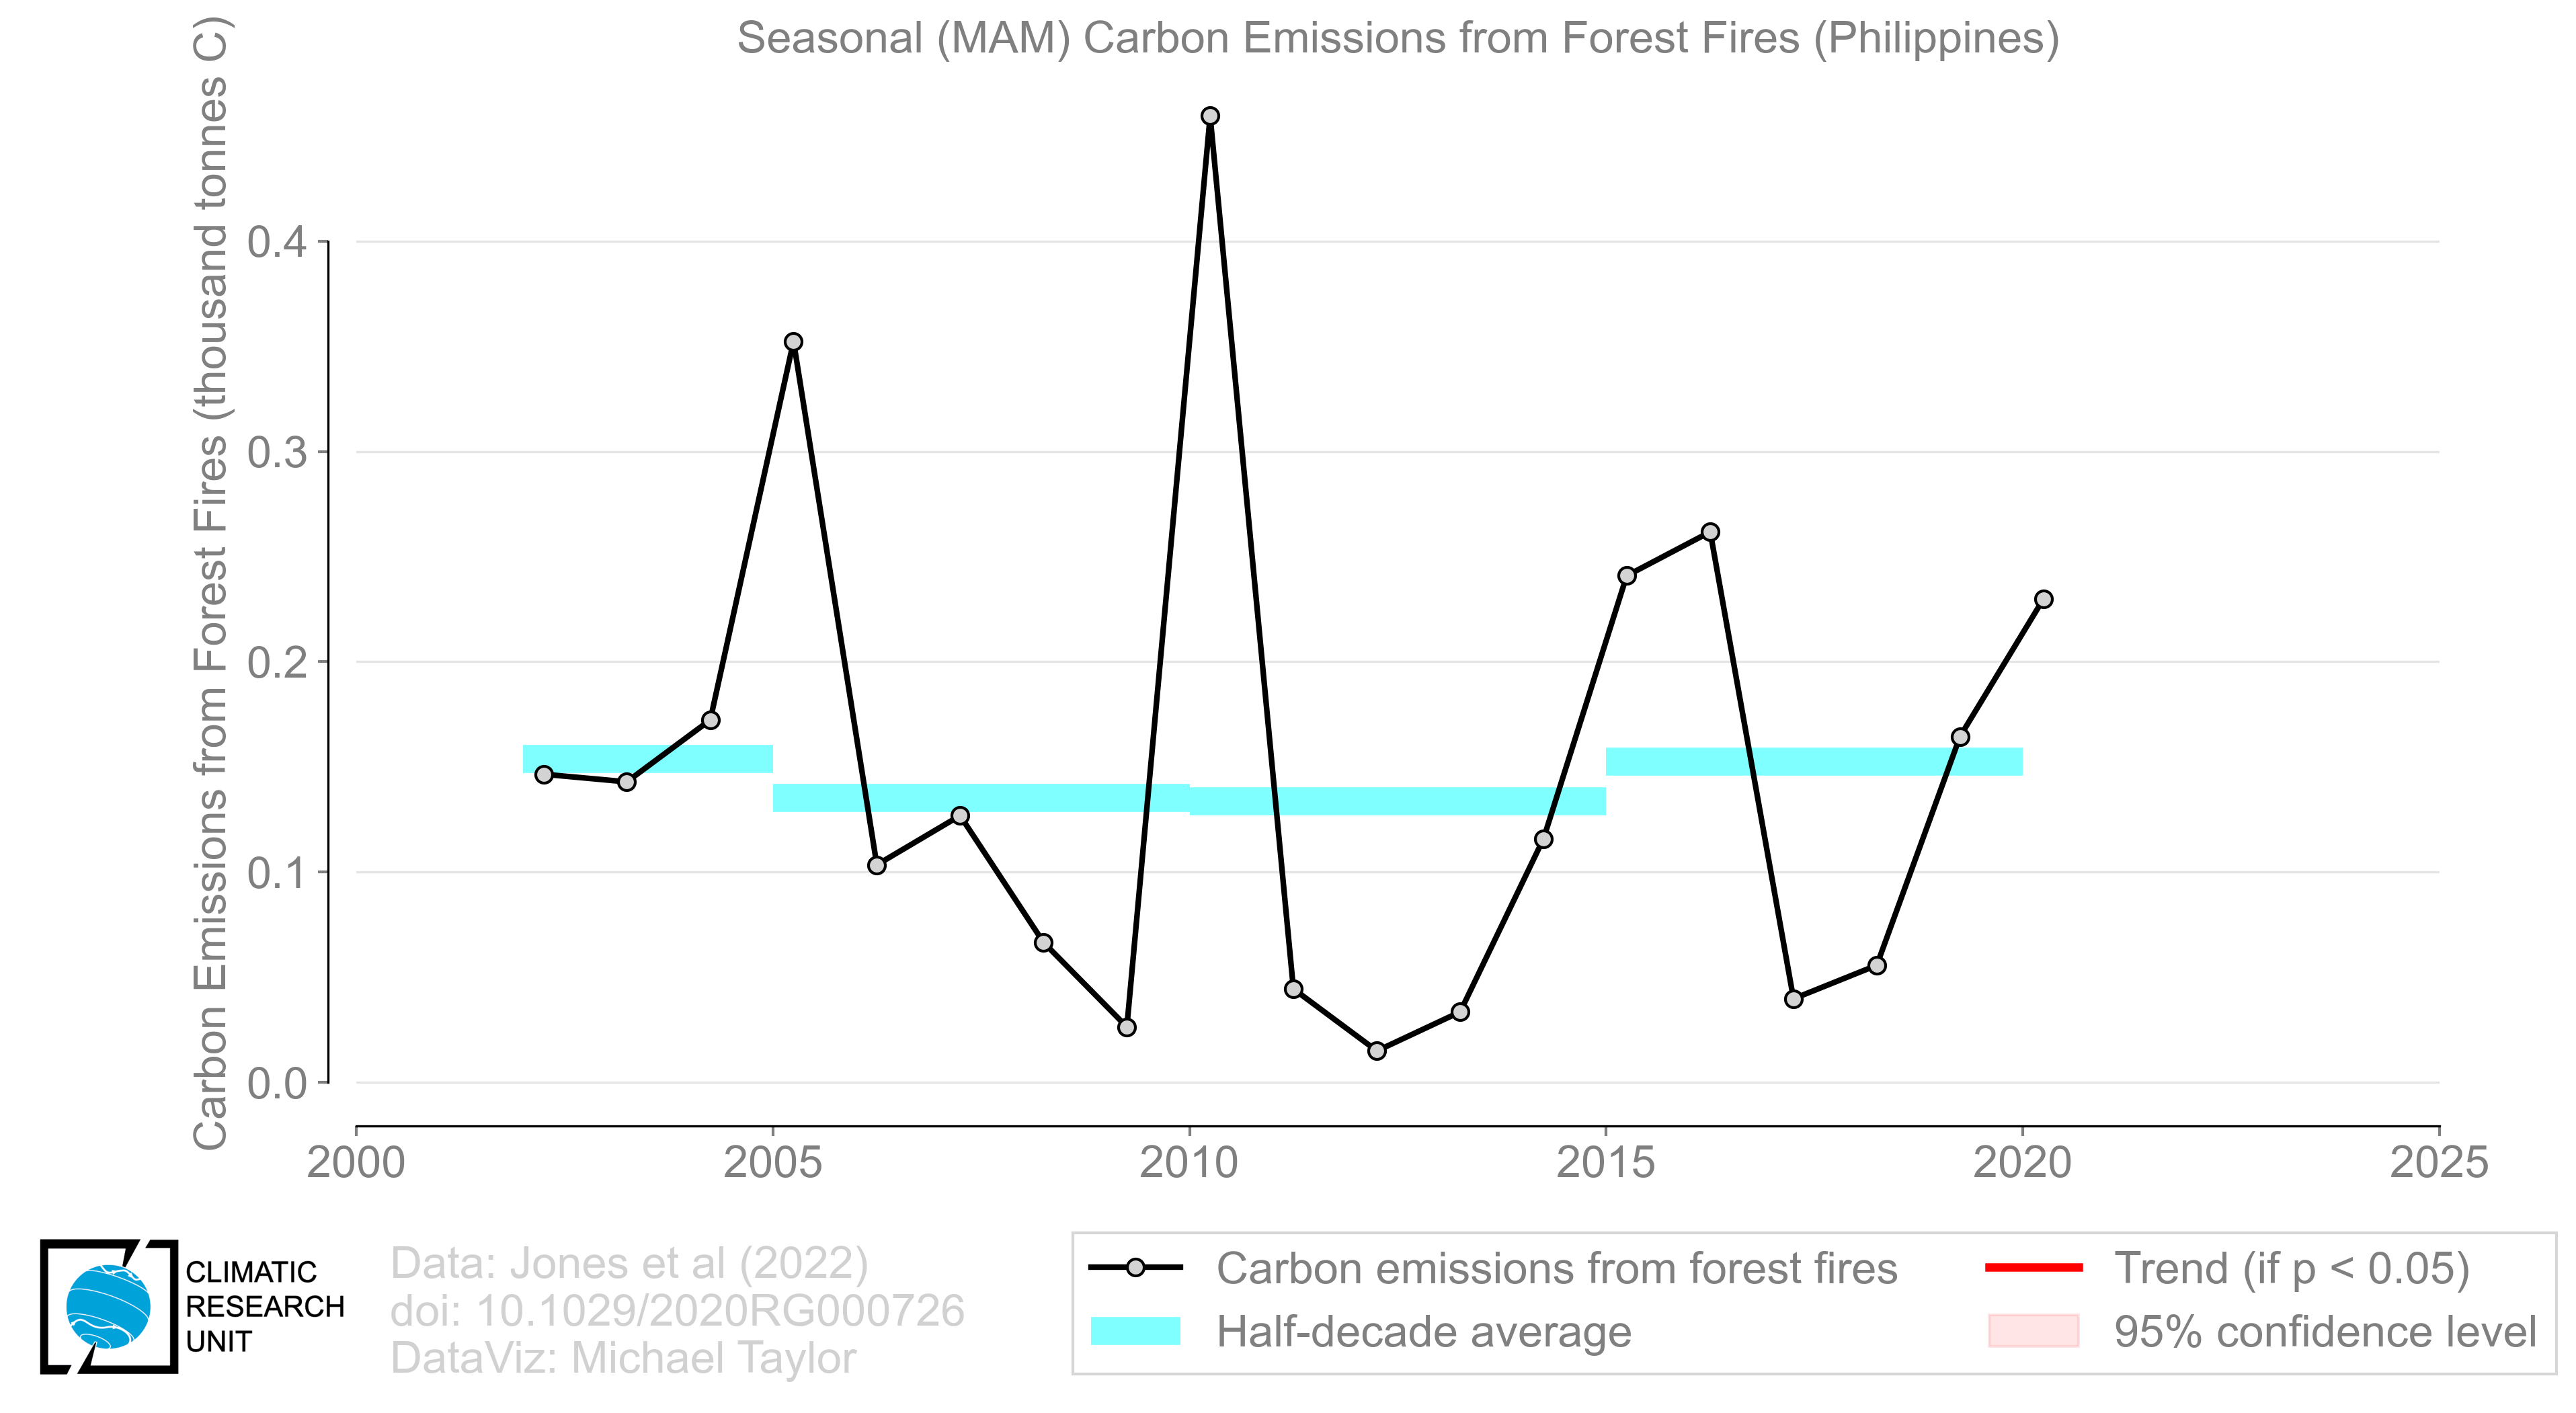 Seasonal (MAM) Carbon Emissions from Forest Fires (Philippines)
Carbon Emissions from Forest Fires (thousand tonnes C)
0.4
0.3
0.2
0.1
0.0
2000
2005
2010
2015
2020
2025
CLIMATIC
RESEARCH
UNIT
Data: Jones et al (2022)
doi: 10.1029/2020RG000726
DataViz: Michael Taylor
Carbon emissions from forest fires
Half-decade average
Trend (if p < 0.05)
95% confidence level